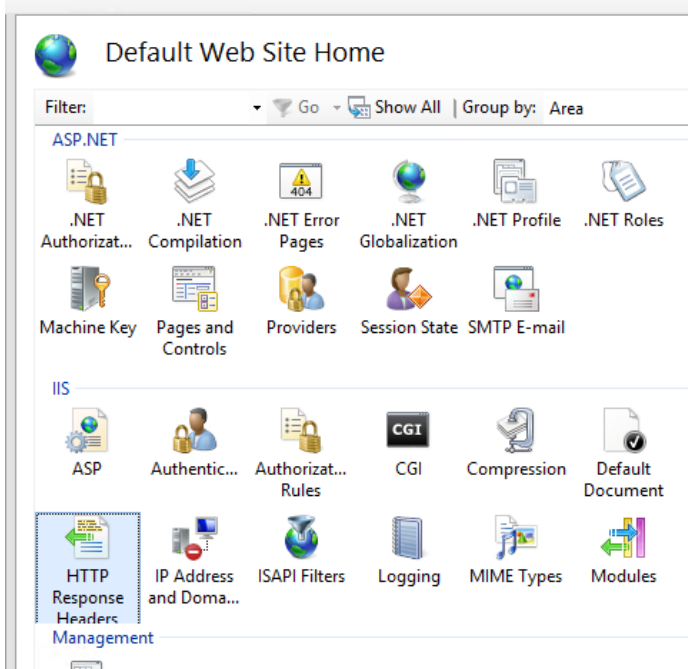 Default Web Site Home
Filter: Go Show All Group by: Area
ASP.NET
404
.NET Authorizat...
.NET Compilation
.NET Error Pages
.NET Globalization
.NET Profile
.NET Roles
Machine Key
Pages and Controls
Providers
Session State
SMTP E-mail
IIS
ASP
Authentic...
Authorizat... Rules
CGI
CGI
Compression
Default Document
HTTP Response Headers
IP Address and Doma...
ISAPI Filters
Logging
MIME Types
Modules
Management